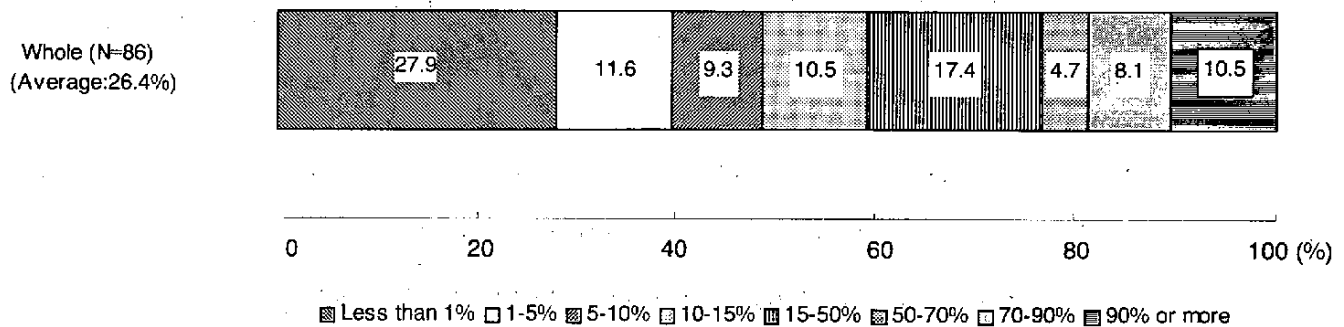 Whole (N=86)
(Average:26.4%)
27.9 11.6 9.3 10.5 17.4 4.7 8.1 10.5
0 20 40 60 80 100 (%)
Less than 1% 1-5% 5-10% 10-15% 15-50% 50-70% 70-90% 90% or more